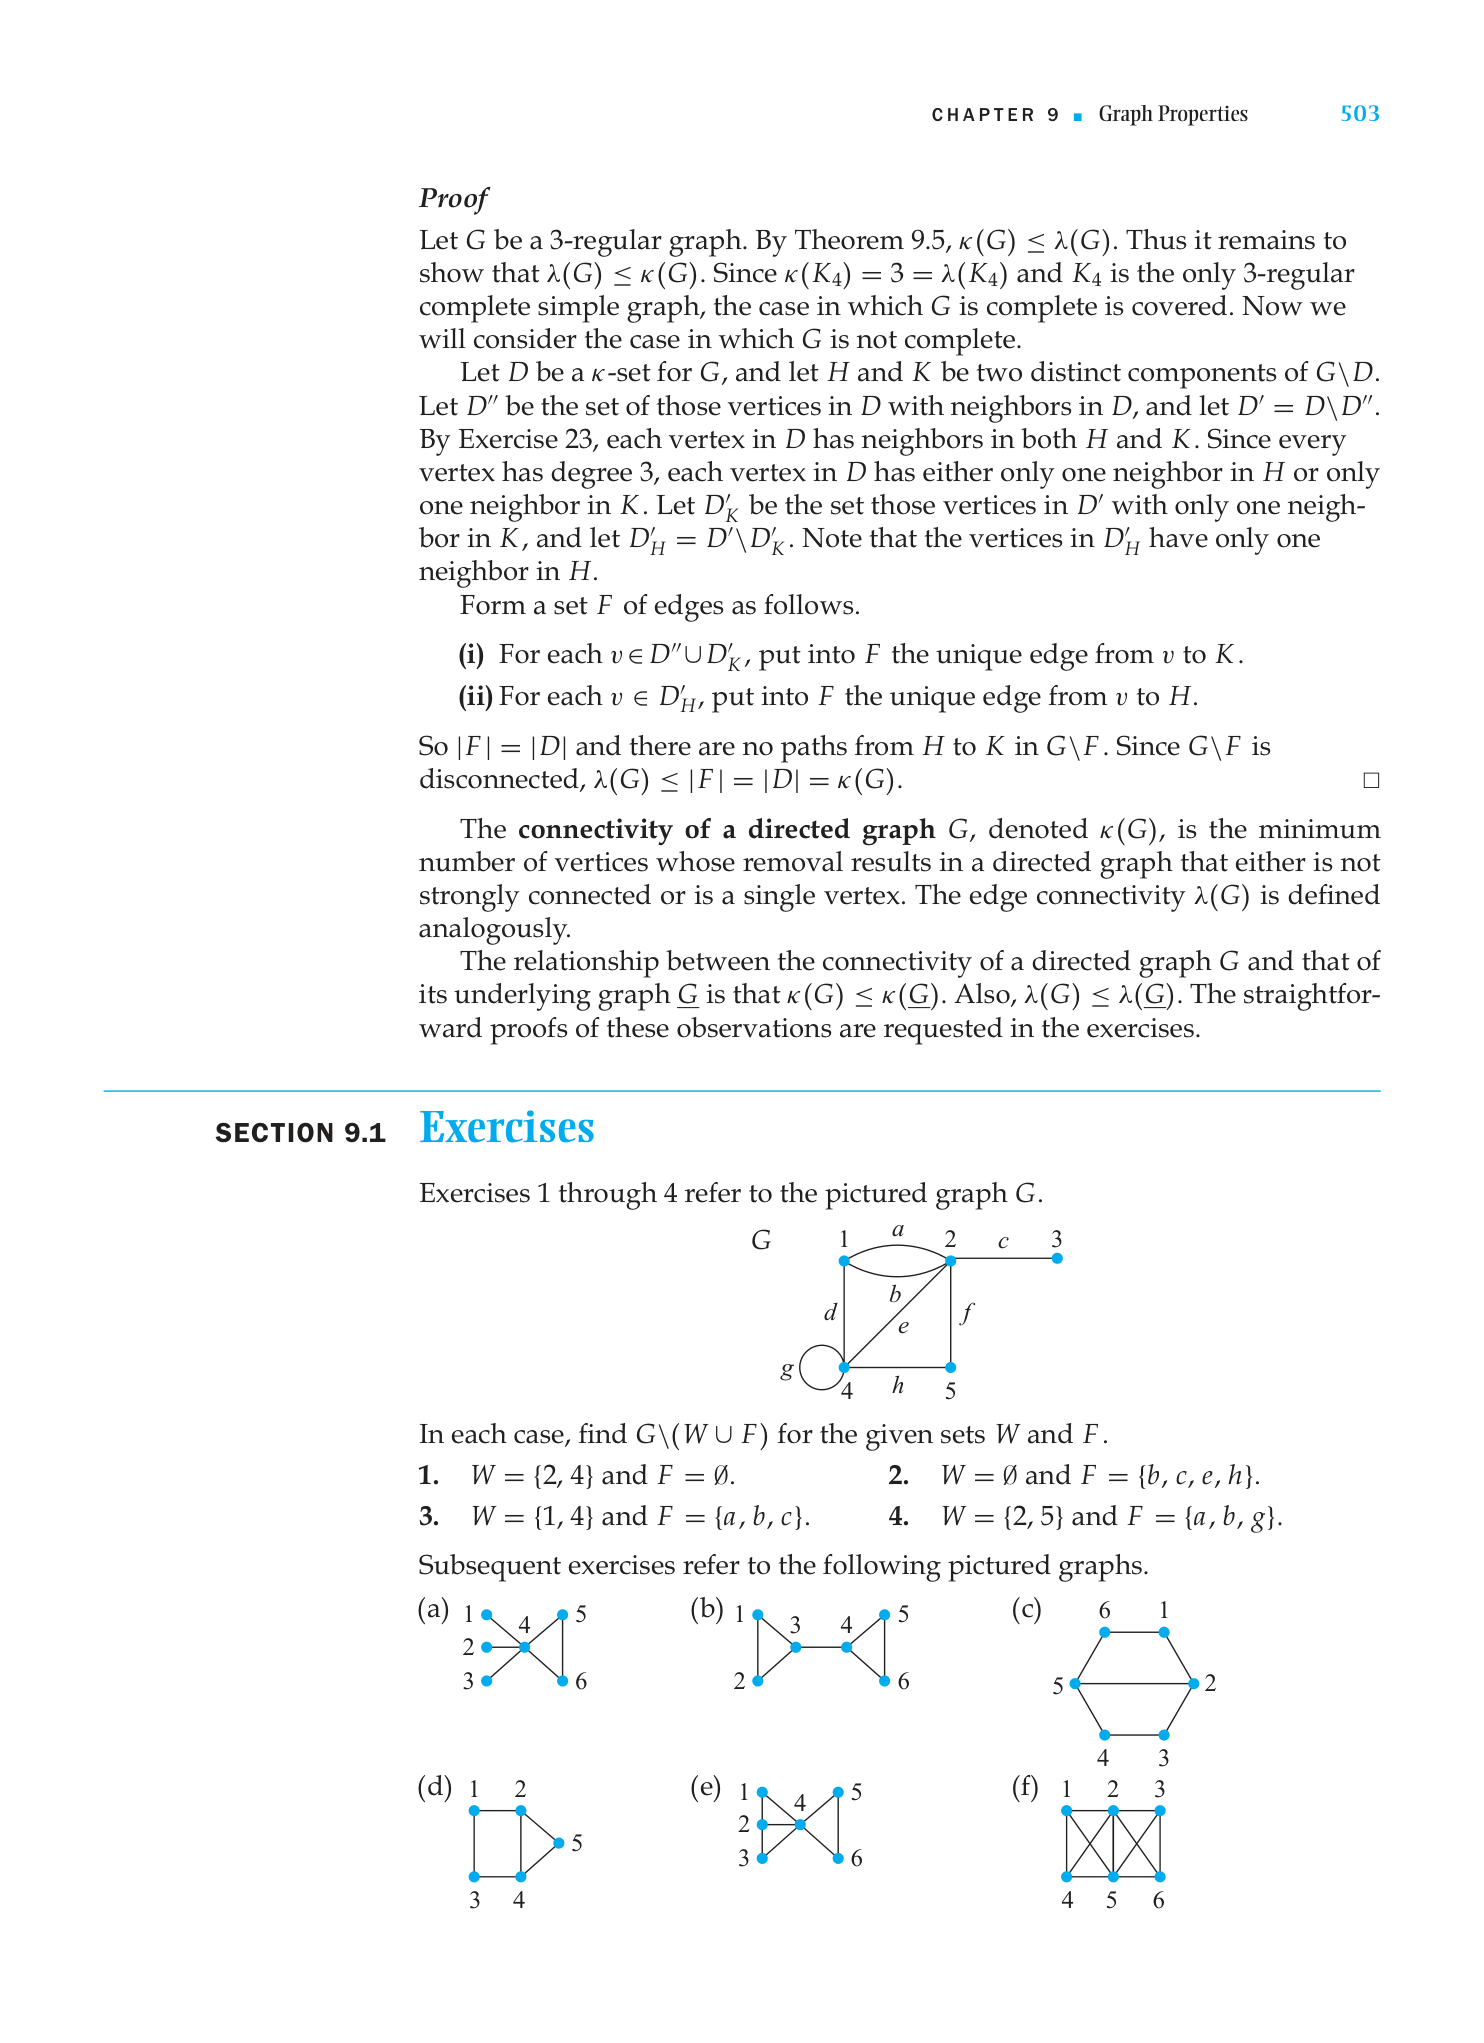 CHAPTER 9 ■ Graph Properties 503
Proof
Let G be a 3-regular graph. By Theorem 9.5, κ(G) ≤ λ(G). Thus it remains to
show that λ(G) ≤ κ(G). Since κ(K₄) = 3 = λ(K₄) and K₄ is the only 3-regular
complete simple graph, the case in which G is complete is covered. Now we
will consider the case in which G is not complete.
Let D be a κ-set for G, and let H and K be two distinct components of G\D.
Let D″ be the set of those vertices in D with neighbors in D, and let D′ = D\D″.
By Exercise 23, each vertex in D has neighbors in both H and K. Since every
vertex has degree 3, each vertex in D has either only one neighbor in H or only
one neighbor in K. Let D′_K be the set those vertices in D′ with only one neigh-
bor in K, and let D′_H = D′\D′_K. Note that the vertices in D′_H have only one
neighbor in H.
Form a set F of edges as follows.
(i) For each v ∈ D″ ∪ D′_K, put into F the unique edge from v to K.
(ii) For each v ∈ D′_H, put into F the unique edge from v to H.
So |F| = |D| and there are no paths from H to K in G\F. Since G\F is
disconnected, λ(G) ≤ |F| = |D| = κ(G). □
The connectivity of a directed graph G, denoted κ(G), is the minimum
number of vertices whose removal results in a directed graph that either is not
strongly connected or is a single vertex. The edge connectivity λ(G) is defined
analogously.
The relationship between the connectivity of a directed graph G and that of
its underlying graph G̲ is that κ(G) ≤ κ(G̲). Also, λ(G) ≤ λ(G̲). The straightfor-
ward proofs of these observations are requested in the exercises.
SECTION 9.1 Exercises
Exercises 1 through 4 refer to the pictured graph G.
G 1 a 2 c 3
d b e f
g 4 h 5
In each case, find G\(W ∪ F) for the given sets W and F.
1. W = {2, 4} and F = ∅. 2. W = ∅ and F = {b, c, e, h}.
3. W = {1, 4} and F = {a, b, c}. 4. W = {2, 5} and F = {a, b, g}.
Subsequent exercises refer to the following pictured graphs.
(a) 1 2 3 4 5 6
(b) 1 2 3 4 5 6
(c) 6 1 5 2 4 3
(d) 1 2 5 3 4
(e) 1 2 3 4 5 6
(f) 1 2 3 4 5 6